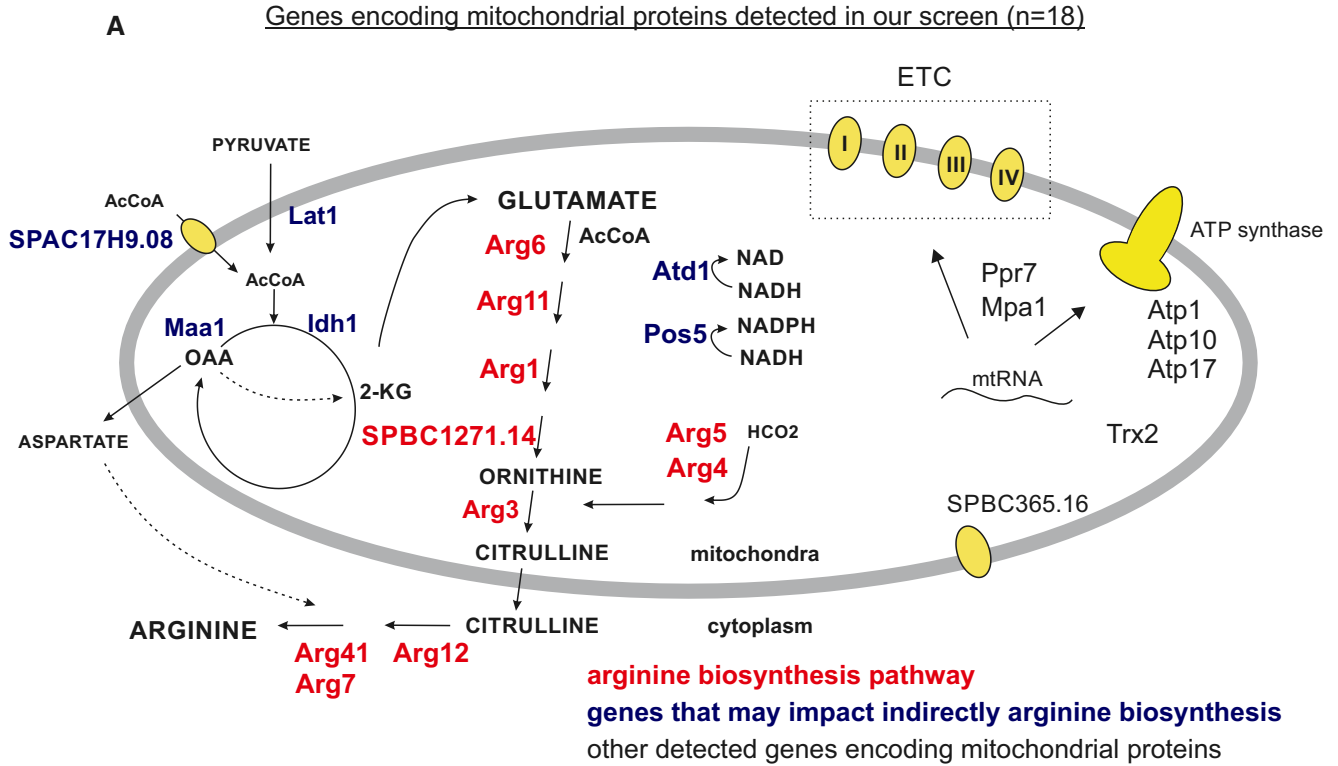 A
Genes encoding mitochondrial proteins detected in our screen (n=18)
ETC
PYRUVATE
I
II
III
IV
AcCoA
Lat1
SPAC17H9.08
GLUTAMATE
ATP synthase
Arg6
AcCoA
AcCoA
Atd1
NAD
NADH
Ppr7
Mpa1
Arg11
Maa1
Idh1
Pos5
NADPH
NADH
Atp1
Atp10
Atp17
OAA
Arg1
2-KG
mtRNA
ASPARTATE
SPBC1271.14
Arg5
HCO2
Arg4
Trx2
ORNITHINE
Arg3
SPBC365.16
CITRULLINE
mitochondra
ARGININE
CITRULLINE
cytoplasm
Arg41
Arg7
Arg12
arginine biosynthesis pathway
genes that may impact indirectly arginine biosynthesis
other detected genes encoding mitochondrial proteins